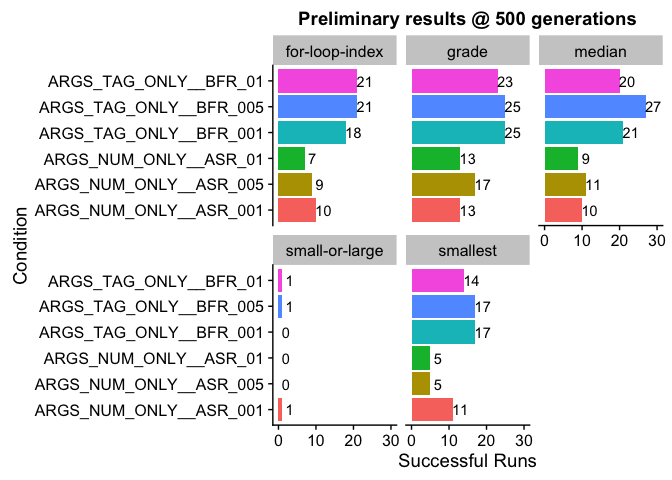 Preliminary results @ 500 generations
for-loop-index
grade
median
ARGS_TAG_ONLY__BFR_01 21 23 20
ARGS_TAG_ONLY__BFR_005 21 25 27
ARGS_TAG_ONLY__BFR_001 18 25 21
ARGS_NUM_ONLY__ASR_01 7 13 9
ARGS_NUM_ONLY__ASR_005 9 17 11
ARGS_NUM_ONLY__ASR_001 10 13 10
0 10 20 30
Condition
small-or-large
smallest
ARGS_TAG_ONLY__BFR_01 1 14
ARGS_TAG_ONLY__BFR_005 1 17
ARGS_TAG_ONLY__BFR_001 0 17
ARGS_NUM_ONLY__ASR_01 0 5
ARGS_NUM_ONLY__ASR_005 0 5
ARGS_NUM_ONLY__ASR_001 1 11
0 10 20 30 0 10 20 30
Successful Runs